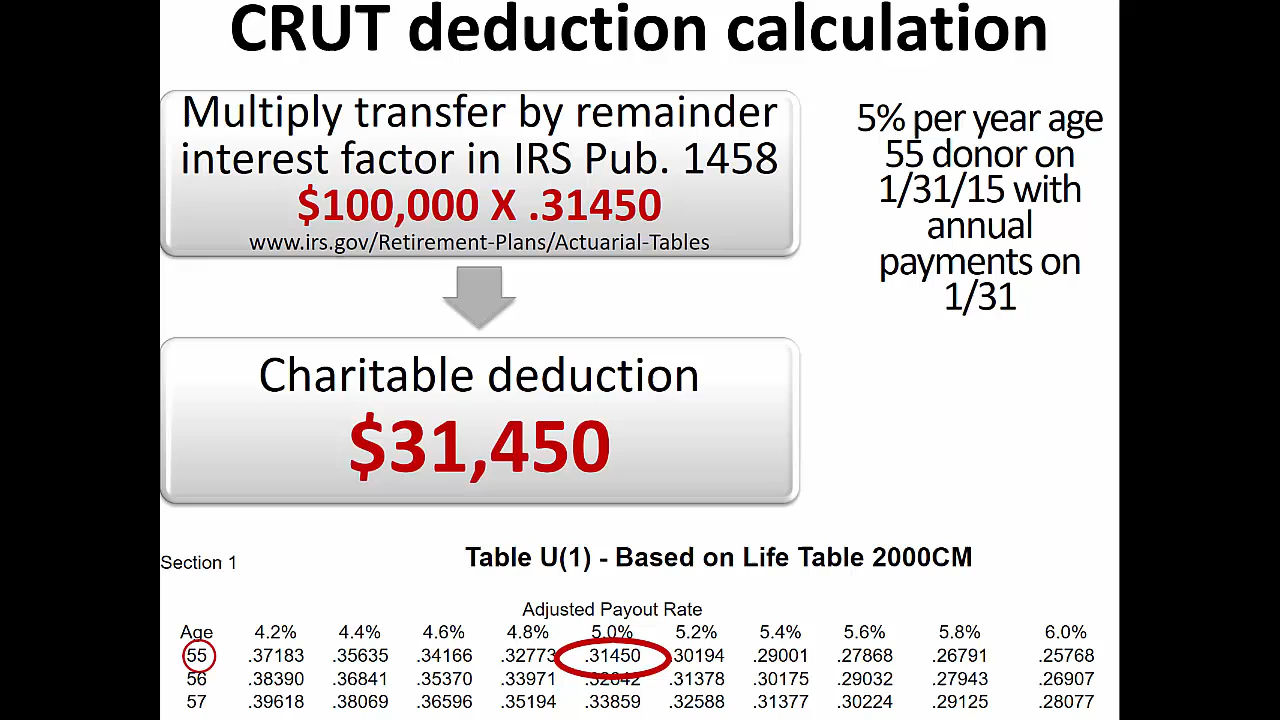 CRUT deduction calculation
Multiply transfer by remainder
interest factor in IRS Pub. 1458
$100,000 X .31450
www.irs.gov/Retirement-Plans/Actuarial-Tables
5% per year age
55 donor on
1/31/15 with
annual
payments on
1/31
Charitable deduction
$31,450
Section 1
Table U(1) - Based on Life Table 2000CM
Adjusted Payout Rate
Age 4.2% 4.4% 4.6% 4.8% 5.0% 5.2% 5.4% 5.6% 5.8% 6.0%
55 .37183 .35635 .34166 .32773 .31450 .30194 .29001 .27868 .26791 .25768
56 .38390 .36841 .35370 .33971 .32642 .31378 .30175 .29032 .27943 .26907
57 .39618 .38069 .36596 .35194 .33859 .32588 .31377 .30224 .29125 .28077